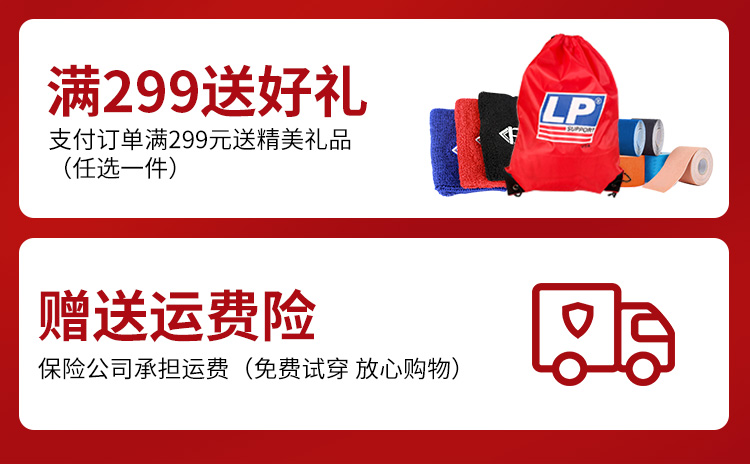 满299送好礼
支付订单满299元送精美礼品
（任选一件）
LP®
SUPPORT
赠送运费险
保险公司承担运费（免费试穿 放心购物）